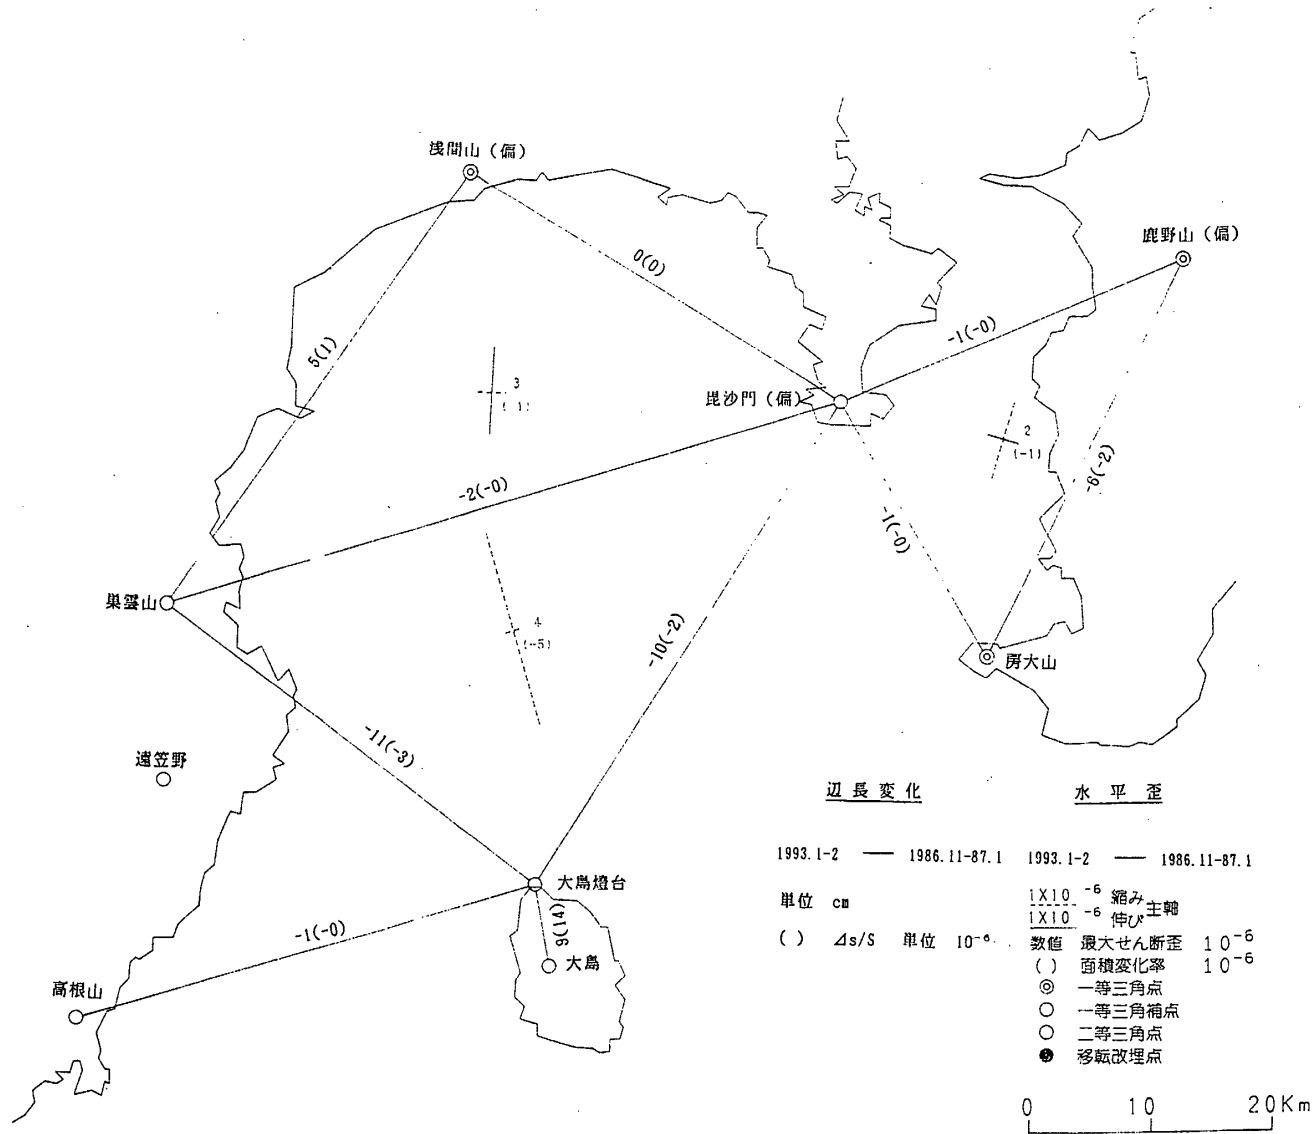 浅間山（偏）
鹿野山（偏）
0(0)
-1(-0)
5(1)
3
毘沙門（偏）
2
(-1)
-6(-2)
-2(-0)
-1(-0)
巣雲山
4
(-5)
-10(-2)
房大山
-11(-3)
遠笠野
辺長変化 水平歪
1993.1-2 ── 1986.11-87.1 1993.1-2 ── 1986.11-87.1
大島燈台
単位 cm
1X10 -6 縮み
1X10 -6 伸び 主軸
9(14)
-1(-0)
( ) Δs/S 単位 10-6
数値 最大せん断歪 10-6
( ) 面積変化率 10-6
大島
高根山
◎ 一等三角点
○ 一等三角補点
○ 二等三角点
移転改埋点
0 10 20Km